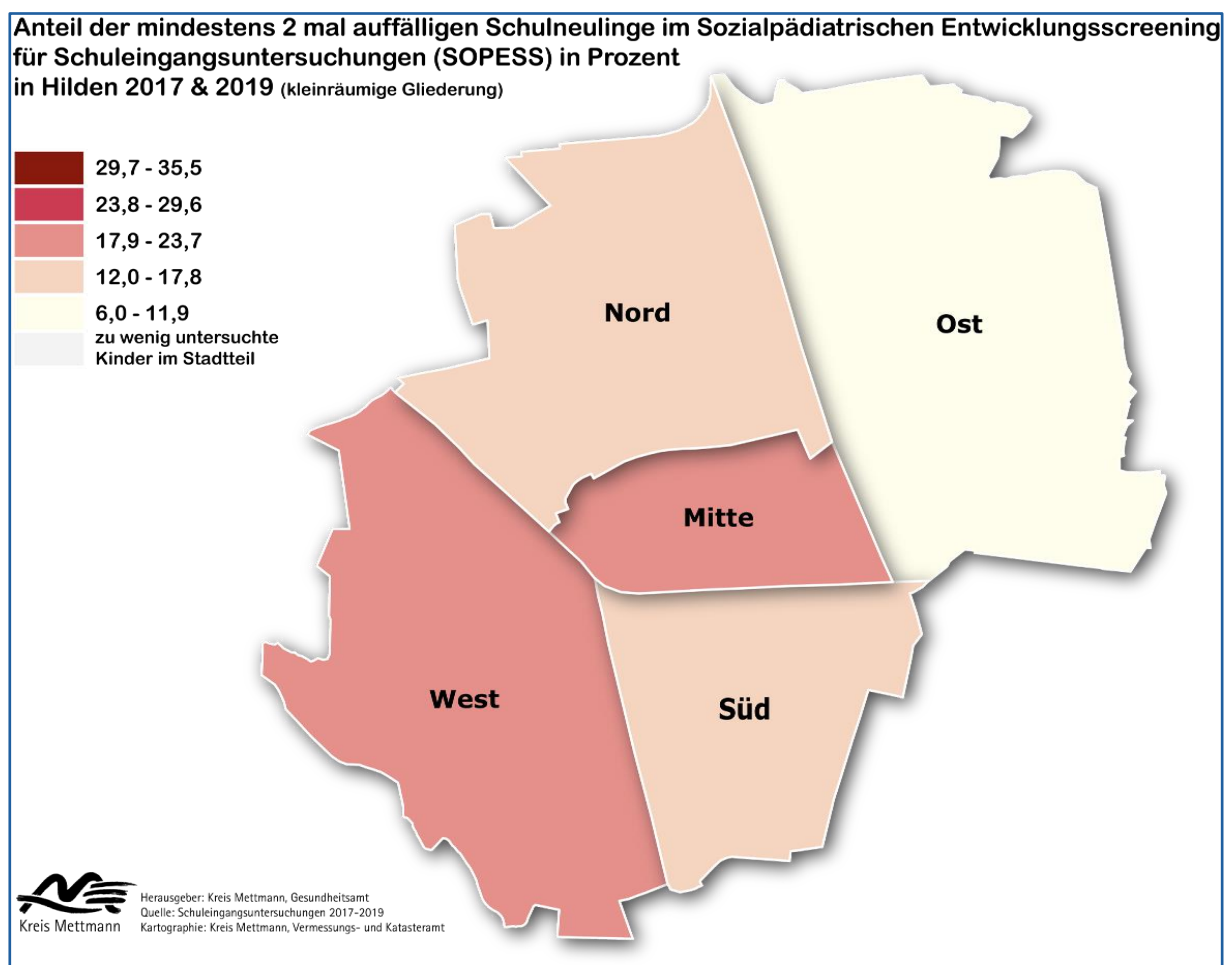 Anteil der mindestens 2 mal auffälligen Schulneulinge im Sozialpädiatrischen Entwicklungsscreening
für Schuleingangsuntersuchungen (SOPESS) in Prozent
in Hilden 2017 & 2019 (kleinräumige Gliederung)
29,7 - 35,5
23,8 - 29,6
17,9 - 23,7
12,0 - 17,8
6,0 - 11,9
zu wenig untersuchte
Kinder im Stadtteil
Nord
Ost
Mitte
West
Süd
Kreis Mettmann
Herausgeber: Kreis Mettmann, Gesundheitsamt
Quelle: Schuleingangsuntersuchungen 2017-2019
Kartographie: Kreis Mettmann, Vermessungs- und Katasteramt